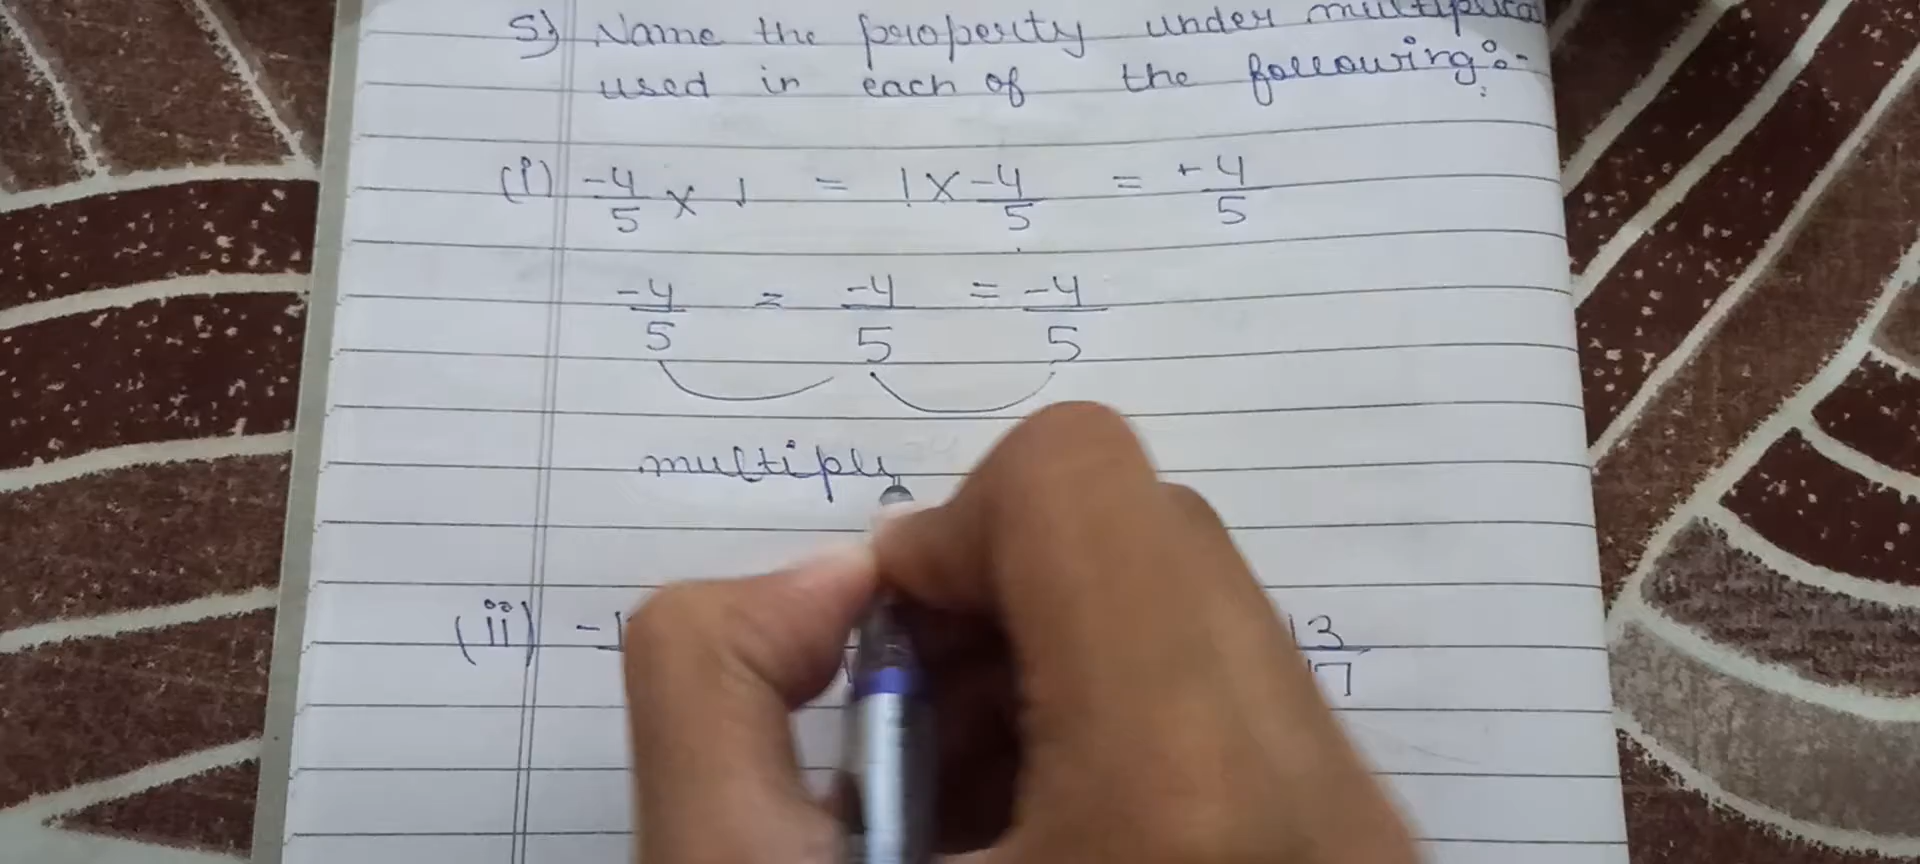 5) Name the property under multiplica
used in each of the following:-
(i) -4/5 x 1 = 1 x -4/5 = -4/5
-4/5 = -4/5 = -4/5
multiply
(ii) -1 13/17